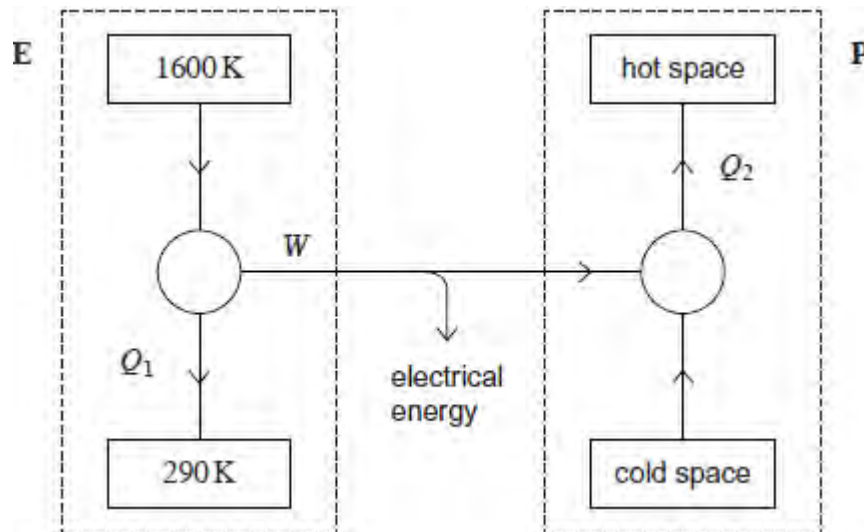 E
1600 K
hot space
P
Q₂
W
Q₁
electrical
energy
290 K
cold space